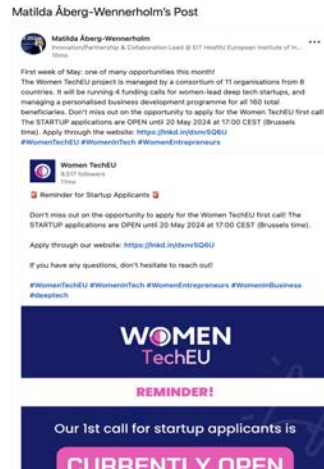 Matilda Åberg-Wennerholm's Post
Matilda Åberg-Wennerholm
Innovation/Partnership & Collaboration Lead @ EIT Health/ European Institute of In...
10mo
First week of May: one of many opportunities this month!
The Women TechEU project is managed by a consortium of 11 organisations from 8
countries. It will be running 4 funding calls for women-lead deep tech startups, and
managing a personalised business development programme for all 160 total
beneficiaries. Don't miss out on the opportunity to apply for the Women TechEU first call!
The STARTUP applications are OPEN until 20 May 2024 at 17:00 CEST (Brussels
time). Apply through the website: https://lnkd.in/dxnvSQ6U
#WomenTechEU #WomenInTech #WomenEntrepreneurs
Women TechEU
9,517 followers
11mo
🚨 Reminder for Startup Applicants 🚨
Don't miss out on the opportunity to apply for the Women TechEU first call! The
STARTUP applications are OPEN until 20 May 2024 at 17:00 CEST (Brussels time).
Apply through our website: https://lnkd.in/dxnvSQ6U
If you have any questions, don't hesitate to reach out!
#WomenTechEU #WomenInTech #WomenEntrepreneurs #WomenInBusiness
#deeptech
WOMEN
TechEU
REMINDER!
Our 1st call for startup applicants is
CURRENTLY OPEN